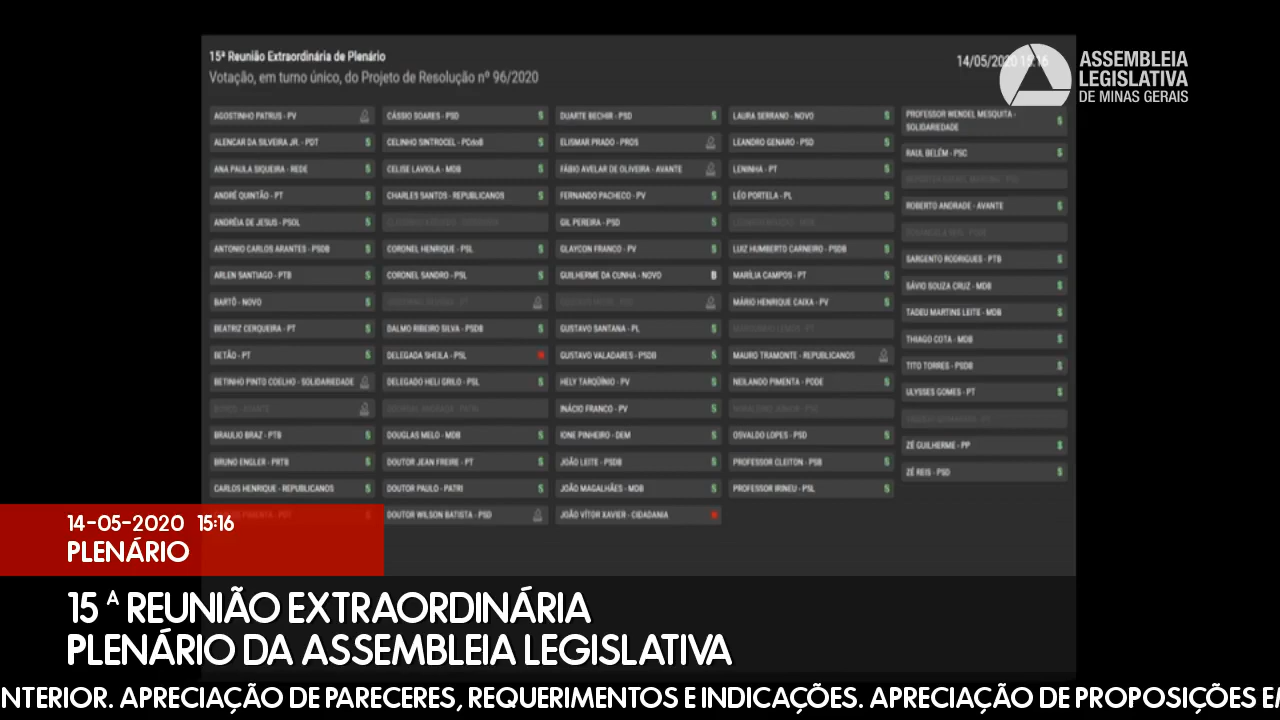 15ª Reunião Extraordinária de Plenário
Votação, em turno único, do Projeto de Resolução nº 96/2020
14/05/2020 15:16
ASSEMBLEIA
LEGISLATIVA
DE MINAS GERAIS
AGOSTINHO PATRUS - PV
ALENCAR DA SILVEIRA JR. - PDT S
ANA PAULA SIQUEIRA - REDE S
ANDRÉ QUINTÃO - PT S
ANDRÉIA DE JESUS - PSOL S
ANTONIO CARLOS ARANTES - PSDB S
ARLEN SANTIAGO - PTB S
BARTÔ - NOVO S
BEATRIZ CERQUEIRA - PT S
BETÃO - PT S
BETINHO PINTO COELHO - SOLIDARIEDADE
BRAULIO BRAZ - PTB S
BRUNO ENGLER - PRTB S
CARLOS HENRIQUE - REPUBLICANOS S
CÁSSIO SOARES - PSD S
CELINHO SINTROCEL - PCdoB S
CELISE LAVIOLA - MDB S
CHARLES SANTOS - REPUBLICANOS S
CORONEL HENRIQUE - PSL S
CORONEL SANDRO - PSL S
DALMO RIBEIRO SILVA - PSDB S
DELEGADA SHEILA - PSL
DELEGADO HELI GRILO - PSL S
DOUGLAS MELO - MDB S
DOUTOR JEAN FREIRE - PT S
DOUTOR PAULO - PATRI S
DOUTOR WILSON BATISTA - PSD
DUARTE BECHIR - PSD S
ELISMAR PRADO - PROS
FÁBIO AVELAR DE OLIVEIRA - AVANTE
FERNANDO PACHECO - PV S
GIL PEREIRA - PSD S
GLAYCON FRANCO - PV S
GUILHERME DA CUNHA - NOVO B
GUSTAVO SANTANA - PL S
GUSTAVO VALADARES - PSDB S
HELY TARQÜÍNIO - PV S
INÁCIO FRANCO - PV S
IONE PINHEIRO - DEM S
JOÃO LEITE - PSDB S
JOÃO MAGALHÃES - MDB S
JOÃO VÍTOR XAVIER - CIDADANIA
LAURA SERRANO - NOVO S
LEANDRO GENARO - PSD S
LENINHA - PT S
LÉO PORTELA - PL S
LUIZ HUMBERTO CARNEIRO - PSDB S
MARÍLIA CAMPOS - PT S
MÁRIO HENRIQUE CAIXA - PV S
MAURO TRAMONTE - REPUBLICANOS
NEILANDO PIMENTA - PODE S
OSVALDO LOPES - PSD S
PROFESSOR CLEITON - PSB S
PROFESSOR IRINEU - PSL S
PROFESSOR WENDEL MESQUITA -
SOLIDARIEDADE S
RAUL BELÉM - PSC S
ROBERTO ANDRADE - AVANTE S
SARGENTO RODRIGUES - PTB S
SÁVIO SOUZA CRUZ - MDB S
TADEU MARTINS LEITE - MDB S
THIAGO COTA - MDB S
TITO TORRES - PSDB S
ULYSSES GOMES - PT S
ZÉ GUILHERME - PP S
ZÉ REIS - PSD S
14-05-2020 15:16
PLENÁRIO
15 ª REUNIÃO EXTRAORDINÁRIA
PLENÁRIO DA ASSEMBLEIA LEGISLATIVA
NTERIOR. APRECIAÇÃO DE PARECERES, REQUERIMENTOS E INDICAÇÕES. APRECIAÇÃO DE PROPOSIÇÕES E